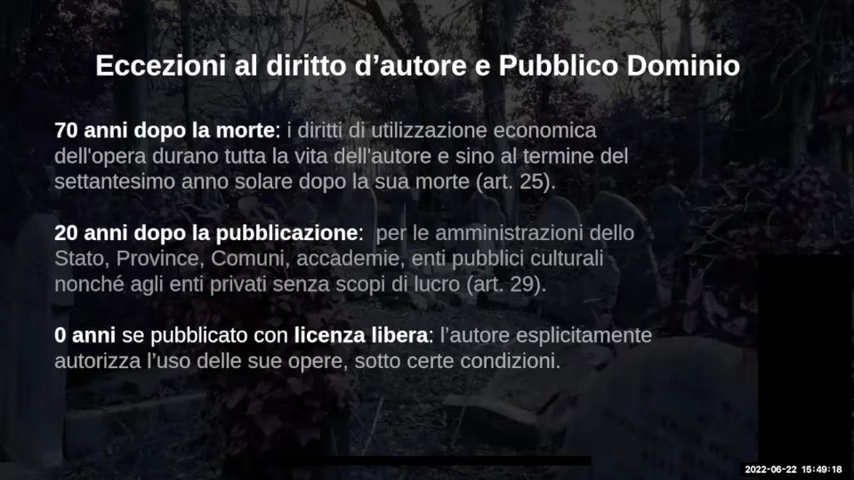 Eccezioni al diritto d’autore e Pubblico Dominio
70 anni dopo la morte: i diritti di utilizzazione economica
dell'opera durano tutta la vita dell'autore e sino al termine del
settantesimo anno solare dopo la sua morte (art. 25).
20 anni dopo la pubblicazione: per le amministrazioni dello
Stato, Province, Comuni, accademie, enti pubblici culturali
nonché agli enti privati senza scopi di lucro (art. 29).
0 anni se pubblicato con licenza libera: l’autore esplicitamente
autorizza l’uso delle sue opere, sotto certe condizioni.
2022-06-22 15:49:18